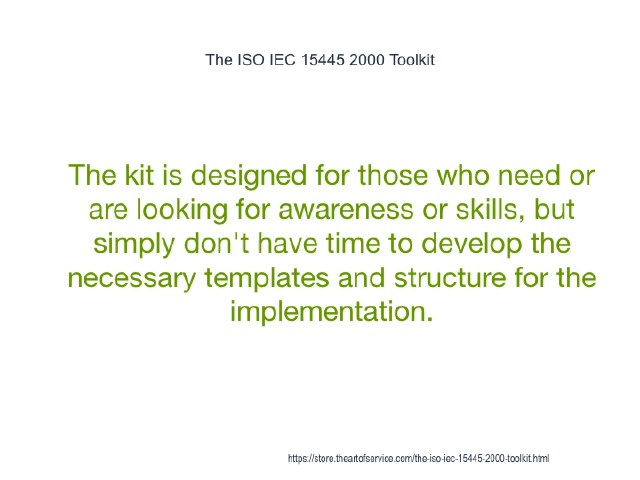 The ISO IEC 15445 2000 Toolkit
The kit is designed for those who need or
are looking for awareness or skills, but
simply don't have time to develop the
necessary templates and structure for the
implementation.
https://store.theartofservice.com/the-iso-iec-15445-2000-toolkit.html